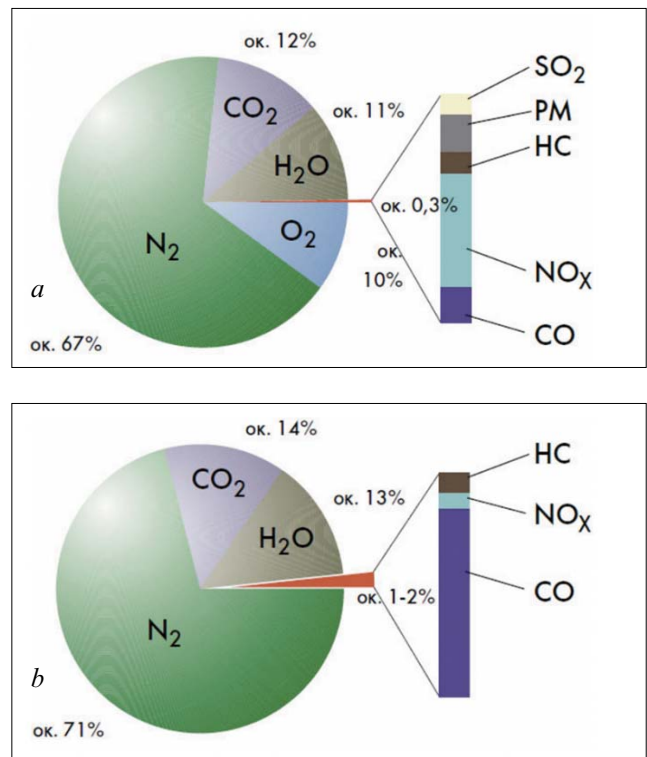 ок. 12%
SO₂
CO₂
ок. 11%
PM
HC
H₂O
ок. 0,3%
O₂
N₂
ок.
10%
NOX
a
CO
ок. 67%
ок. 14%
HC
CO₂
ок. 13%
NOX
H₂O
ок. 1-2%
CO
N₂
b
ок. 71%